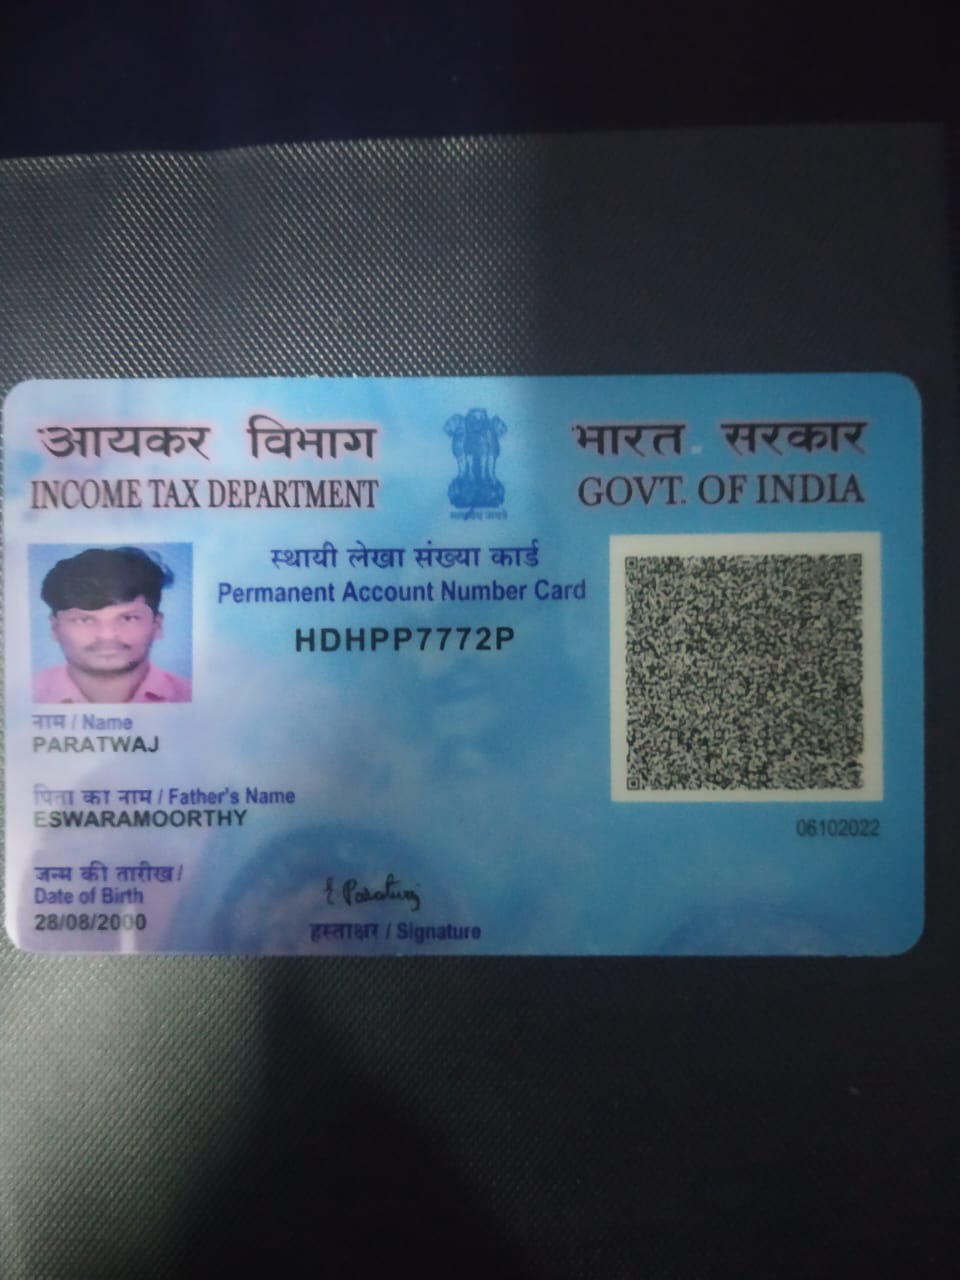 आयकर विभाग
INCOME TAX DEPARTMENT
भारत सरकार
GOVT. OF INDIA
सत्यमेव जयते
स्थायी लेखा संख्या कार्ड
Permanent Account Number Card
HDHPP7772P
नाम / Name
PARATWAJ
पिता का नाम / Father's Name
ESWARAMOORTHY
जन्म की तारीख /
Date of Birth
28/08/2000
E. Paratwaj
हस्ताक्षर / Signature
06102022